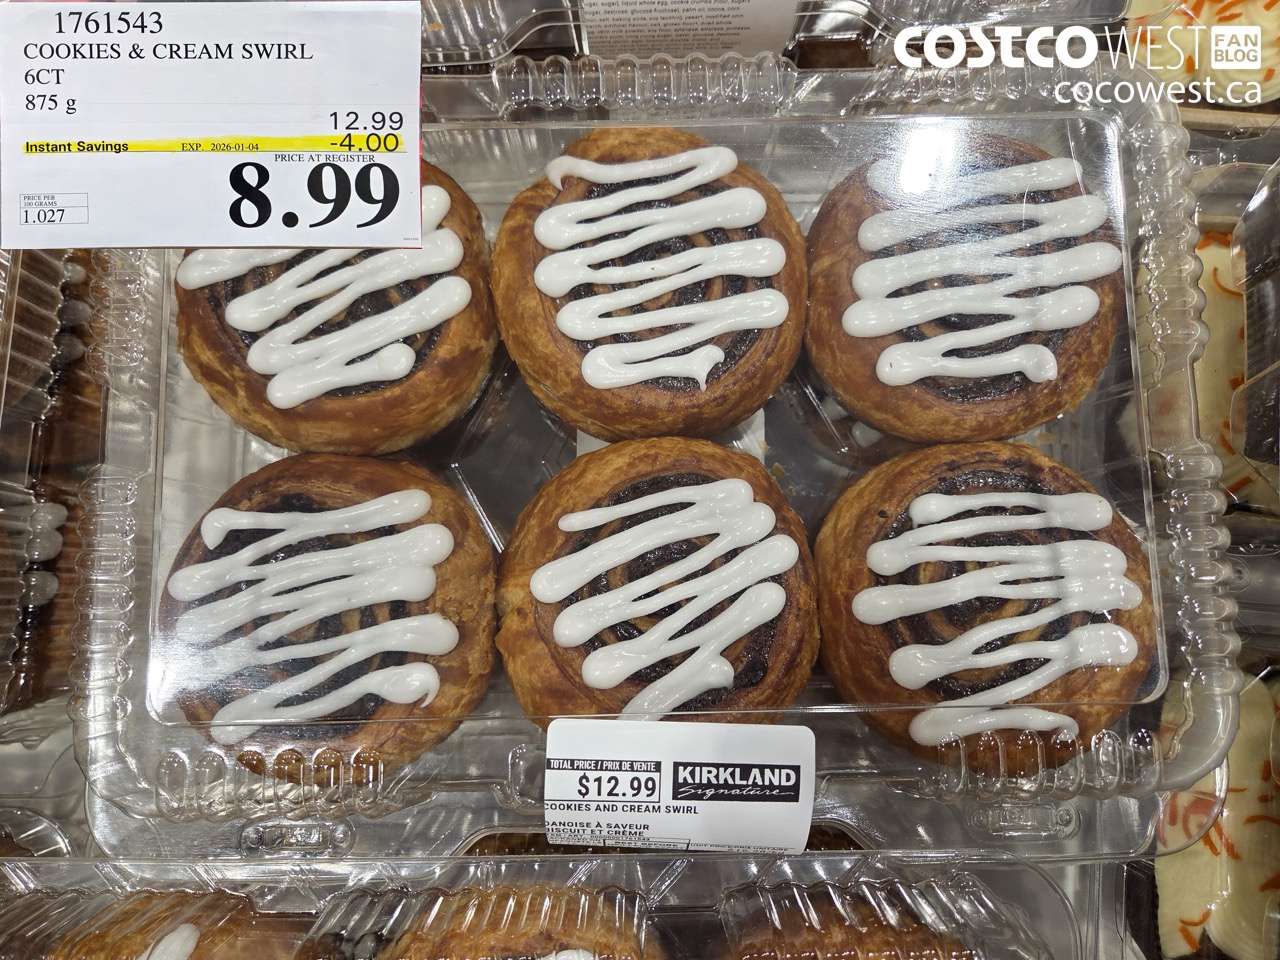 1761543
COOKIES & CREAM SWIRL
6CT
875 g
12.99
Instant Savings EXP. 2026-01-04 -4.00
PRICE AT REGISTER
8.99
PRICE PER
100 GRAMS
1.027
COSTCO WEST FAN BLOG
cocowest.ca
TOTAL PRICE / PRIX DE VENTE
$12.99
KIRKLAND
Signature
COOKIES AND CREAM SWIRL
DANOISE À SAVEUR
BISCUIT ET CRÈME